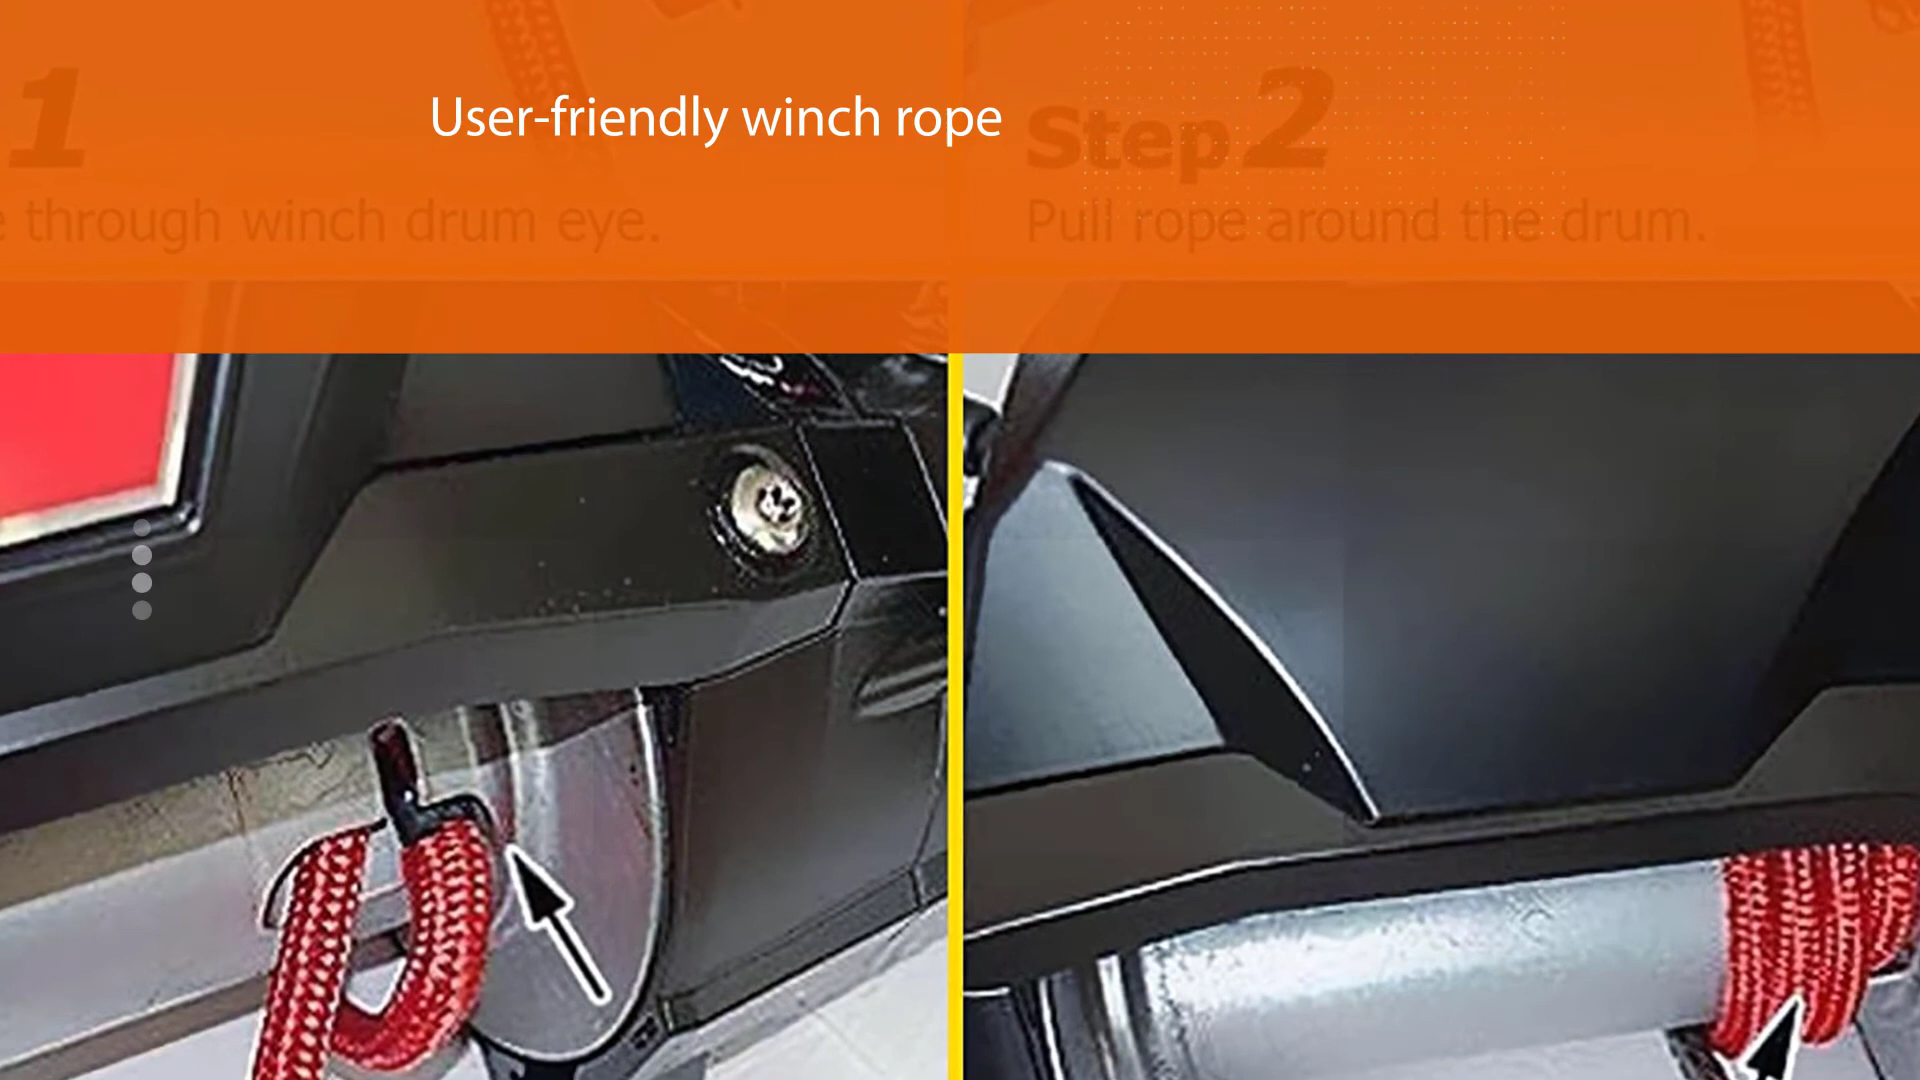 User-friendly winch rope
1
through winch drum eye.
Step 2
Pull rope around the drum.